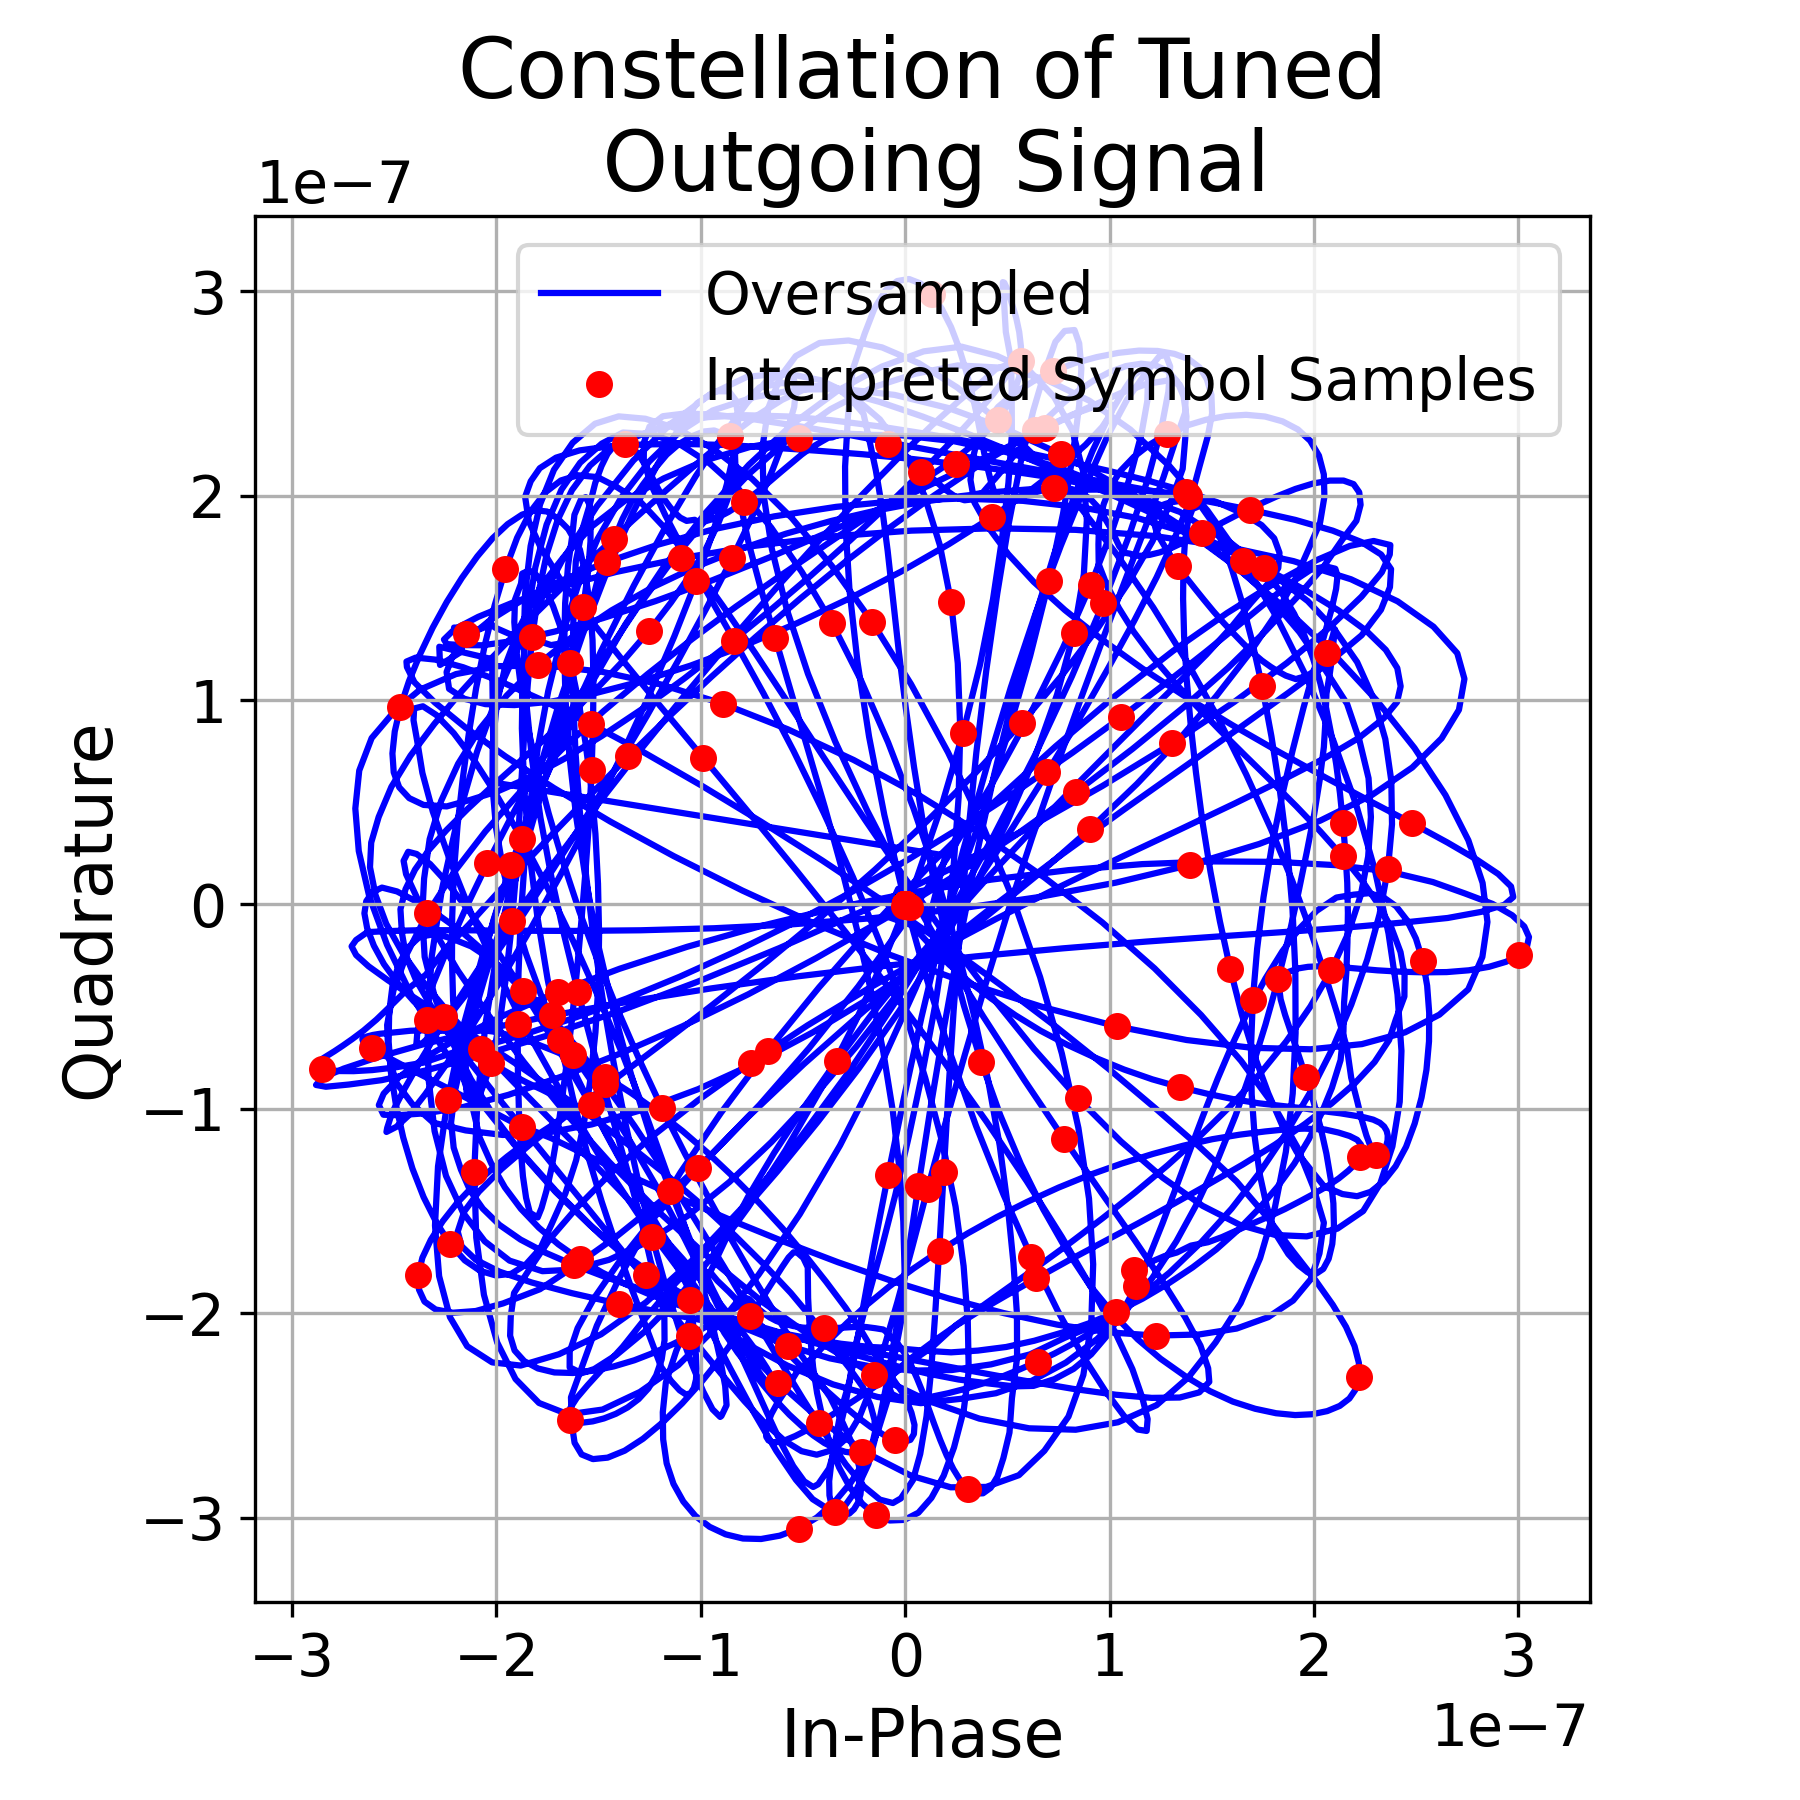 Constellation of Tuned
Outgoing Signal
1e−7
Oversampled
Interpreted Symbol Samples
3
2
1
0
−1
−2
−3
Quadrature
−3 −2 −1 0 1 2 3
In-Phase
1e−7